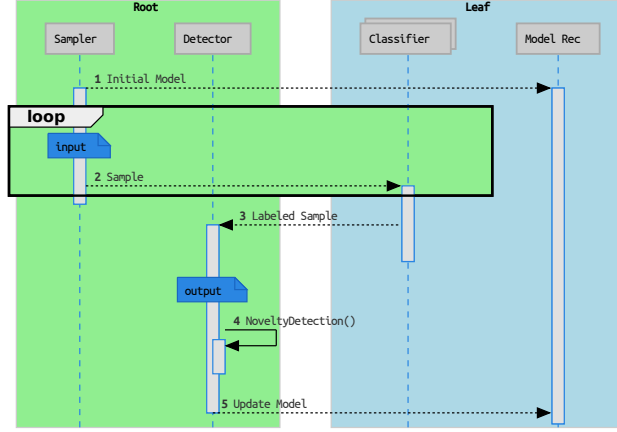 Root
Leaf
Sampler
Detector
Classifier
Model Rec
1 Initial Model
loop
input
2 Sample
3 Labeled Sample
output
4 NoveltyDetection()
5 Update Model